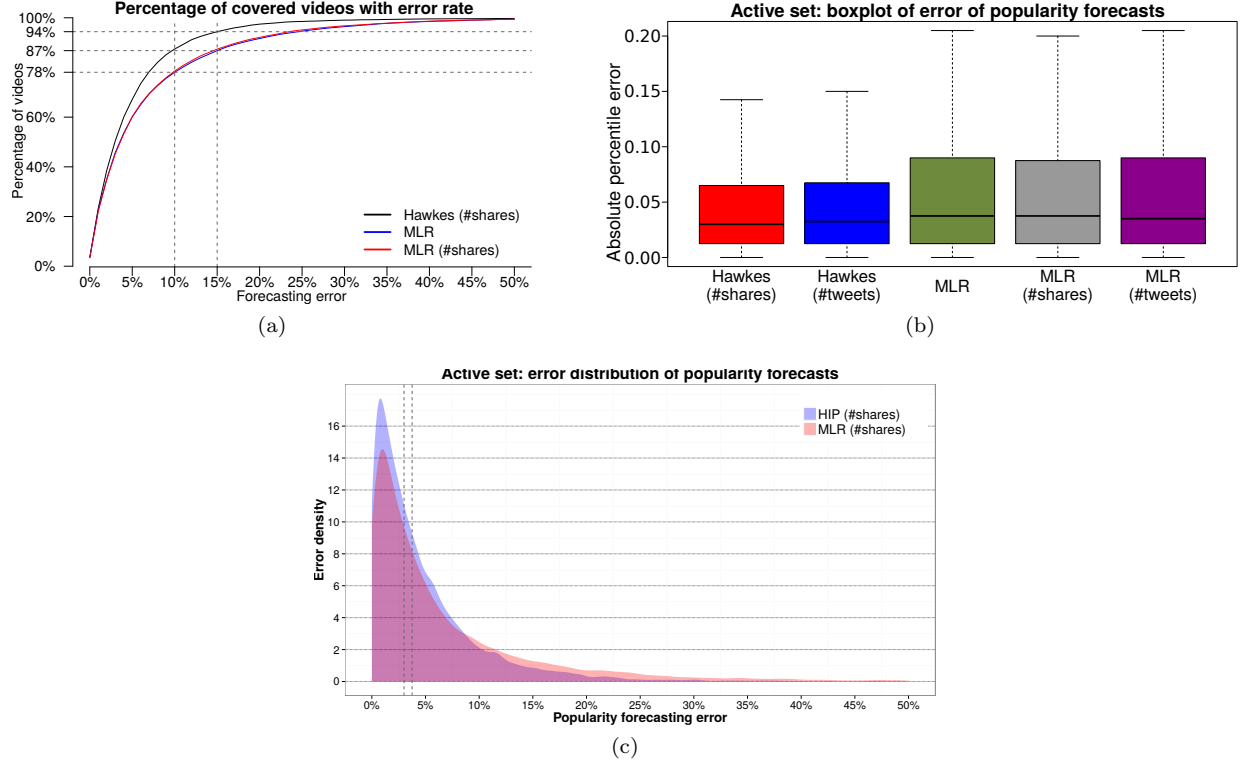 Percentage of covered videos with error rate
Percentage of videos
100%
94%
87%
78%
60%
40%
20%
0%
Hawkes (#shares)
MLR
MLR (#shares)
0% 5% 10% 15% 20% 25% 30% 35% 40% 45% 50%
Forecasting error
(a)
Active set: boxplot of error of popularity forecasts
Absolute percentile error
0.20
0.15
0.10
0.05
0.00
Hawkes (#shares)
Hawkes (#tweets)
MLR
MLR (#shares)
MLR (#tweets)
(b)
Active set: error distribution of popularity forecasts
Error density
16
14
12
10
8
6
4
2
0
HIP (#shares)
MLR (#shares)
0% 5% 10% 15% 20% 25% 30% 35% 40% 45% 50%
Popularity forecasting error
(c)